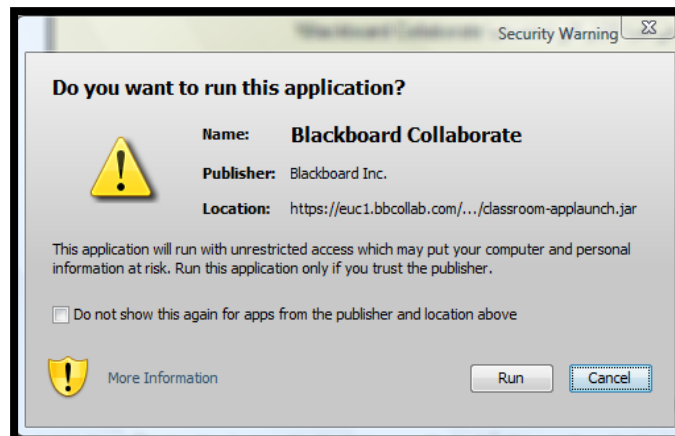 Security Warning
Do you want to run this application?
Name: Blackboard Collaborate
Publisher: Blackboard Inc.
Location: https://euc1.bbcollab.com/.../classroom-applaunch.jar
This application will run with unrestricted access which may put your computer and personal
information at risk. Run this application only if you trust the publisher.
Do not show this again for apps from the publisher and location above
More Information Run Cancel